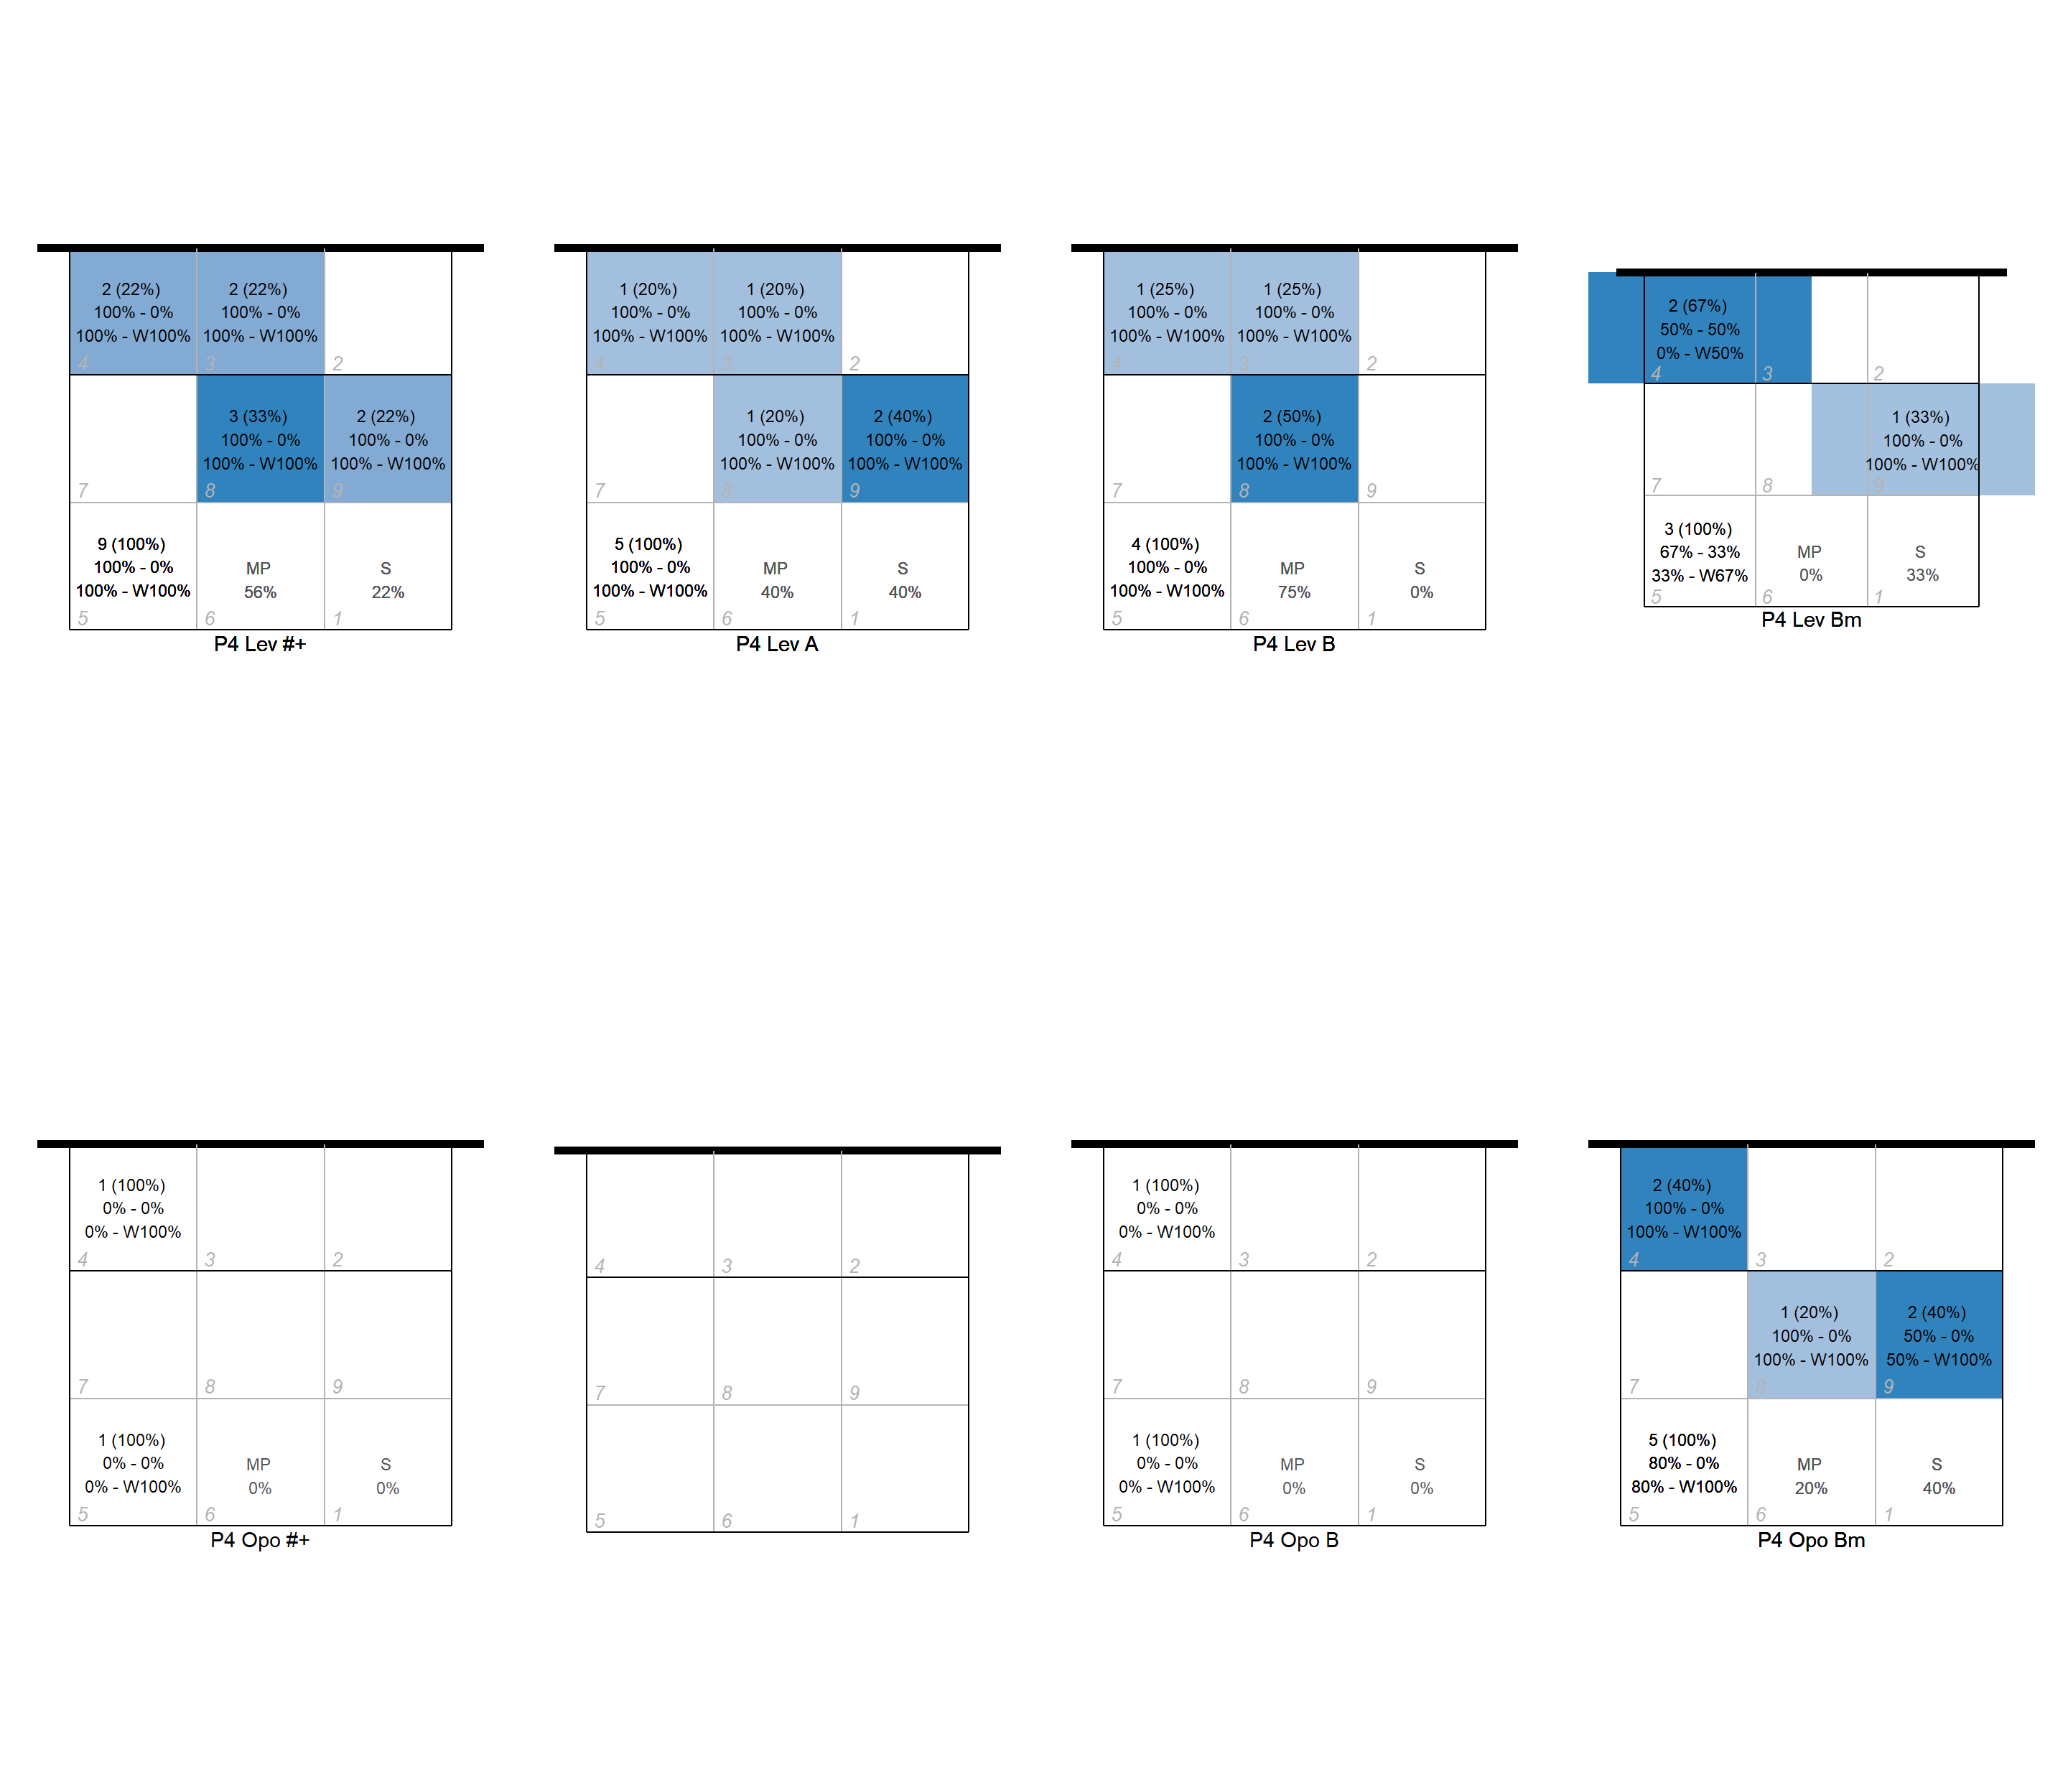 2 (22%)
100% - 0%
100% - W100%
4
2 (22%)
100% - 0%
100% - W100%
3
2
7
3 (33%)
100% - 0%
100% - W100%
8
2 (22%)
100% - 0%
100% - W100%
9
9 (100%)
100% - 0%
100% - W100%
5
MP
56%
6
S
22%
1
P4 Lev #+
1 (20%)
100% - 0%
100% - W100%
4
1 (20%)
100% - 0%
100% - W100%
3
2
7
1 (20%)
100% - 0%
100% - W100%
8
2 (40%)
100% - 0%
100% - W100%
9
5 (100%)
100% - 0%
100% - W100%
5
MP
40%
6
S
40%
1
P4 Lev A
1 (25%)
100% - 0%
100% - W100%
4
1 (25%)
100% - 0%
100% - W100%
3
2
7
2 (50%)
100% - 0%
100% - W100%
8
9
4 (100%)
100% - 0%
100% - W100%
5
MP
75%
6
S
0%
1
P4 Lev B
2 (67%)
50% - 50%
0% - W50%
4
3
2
7
8
1 (33%)
100% - 0%
100% - W100%
9
3 (100%)
67% - 33%
33% - W67%
5
MP
0%
6
S
33%
1
P4 Lev Bm
1 (100%)
0% - 0%
0% - W100%
4
3
2
7
8
9
1 (100%)
0% - 0%
0% - W100%
5
MP
0%
6
S
0%
1
P4 Opo #+
4
3
2
7
8
9
5
6
1
1 (100%)
0% - 0%
0% - W100%
4
3
2
7
8
9
1 (100%)
0% - 0%
0% - W100%
5
MP
0%
6
S
0%
1
P4 Opo B
2 (40%)
100% - 0%
100% - W100%
4
3
2
7
1 (20%)
100% - 0%
100% - W100%
8
2 (40%)
50% - 0%
50% - W100%
9
5 (100%)
80% - 0%
80% - W100%
5
MP
20%
6
S
40%
1
P4 Opo Bm